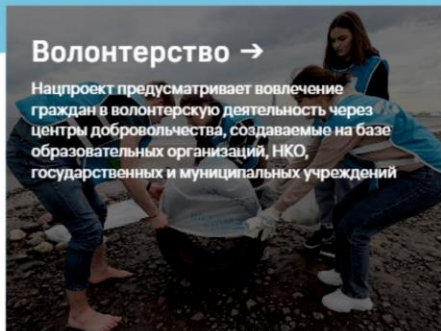 Волонтерство →
Нацпроект предусматривает вовлечение
граждан в волонтерскую деятельность через
центры добровольчества, создаваемые на базе
образовательных организаций, НКО,
государственных и муниципальных учреждений